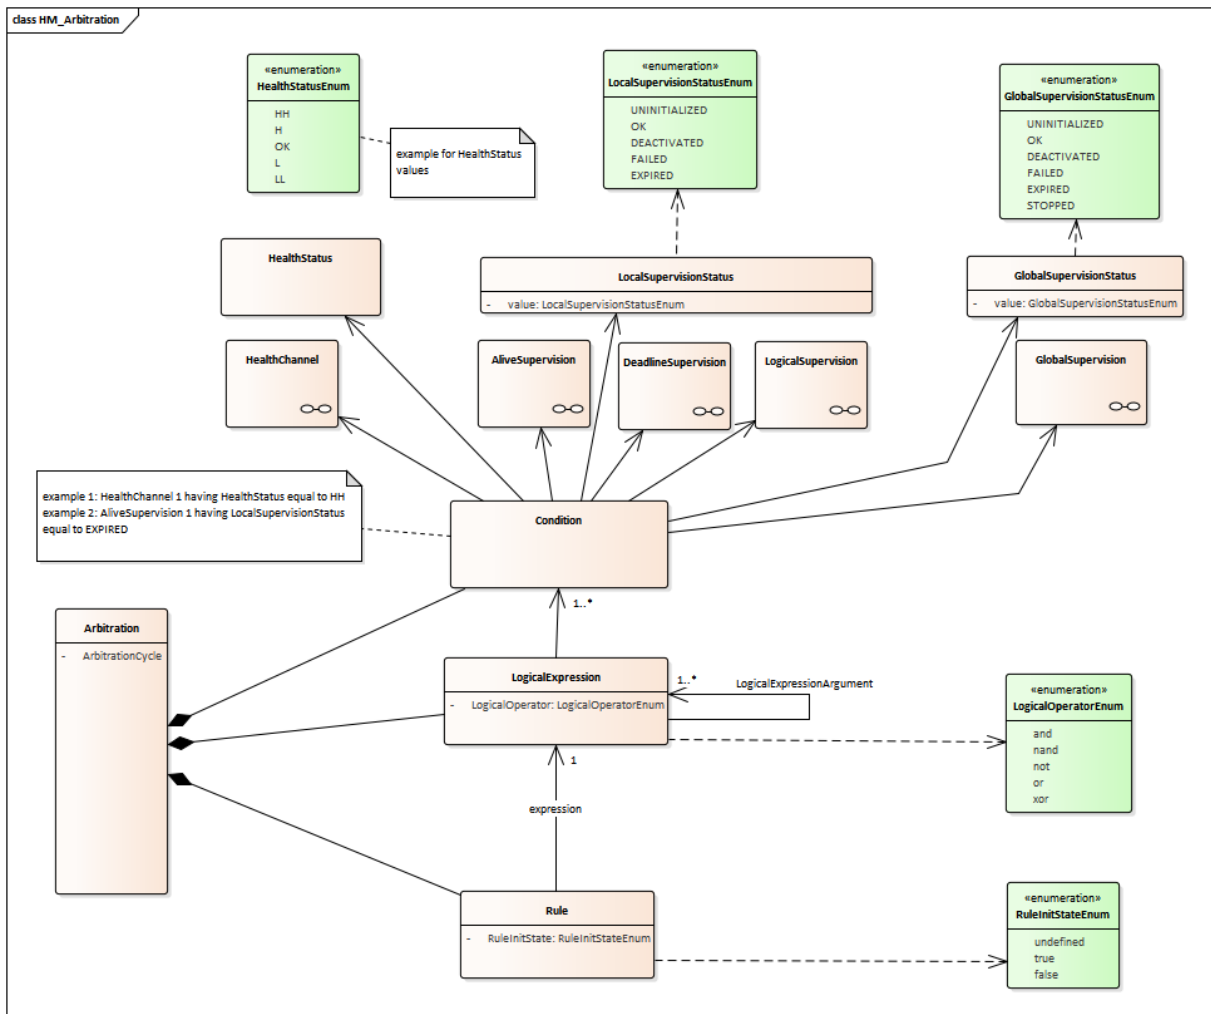 class HM_Arbitration
«enumeration»
HealthStatusEnum
HH
H
OK
L
LL
example for HealthStatus
values
«enumeration»
LocalSupervisionStatusEnum
UNINITIALIZED
OK
DEACTIVATED
FAILED
EXPIRED
«enumeration»
GlobalSupervisionStatusEnum
UNINITIALIZED
OK
DEACTIVATED
FAILED
EXPIRED
STOPPED
HealthStatus
LocalSupervisionStatus
- value: LocalSupervisionStatusEnum
GlobalSupervisionStatus
- value: GlobalSupervisionStatusEnum
HealthChannel
AliveSupervision
DeadlineSupervision
LogicalSupervision
GlobalSupervision
example 1: HealthChannel 1 having HealthStatus equal to HH
example 2: AliveSupervision 1 having LocalSupervisionStatus
equal to EXPIRED
Condition
1..*
Arbitration
- ArbitrationCycle
LogicalExpression
- LogicalOperator: LogicalOperatorEnum
1..*
LogicalExpressionArgument
«enumeration»
LogicalOperatorEnum
and
nand
not
or
xor
1
expression
Rule
- RuleInitState: RuleInitStateEnum
«enumeration»
RuleInitStateEnum
undefined
true
false